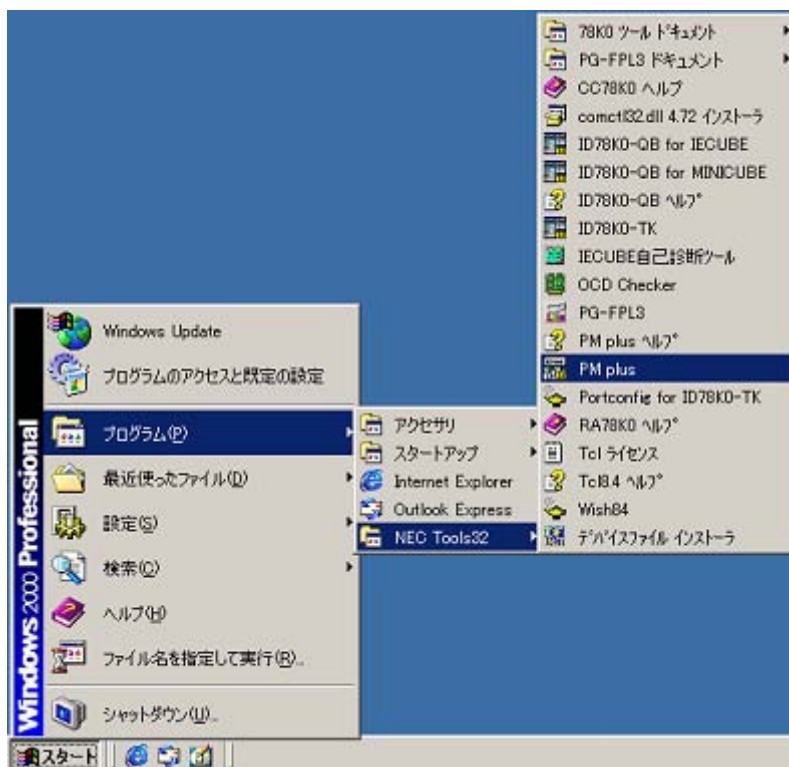 78K0 ツール ドキュメント
PG-FPL3 ドキュメント
CC78K0 ヘルプ
comctl32.dll 4.72 インストーラ
ID78K0-QB for IECUBE
ID78K0-QB for MINICUBE
ID78K0-QB ヘルプ
ID78K0-TK
IECUBE自己診断ツール
OCD Checker
PG-FPL3
PM plus ヘルプ
PM plus
Portconfig for ID78K0-TK
RA78K0 ヘルプ
Tcl ライセンス
Tcl8.4 ヘルプ
Wish84
デバイスファイル インストーラ
アクセサリ
スタートアップ
Internet Explorer
Outlook Express
NEC Tools32
Windows Update
プログラムのアクセスと既定の設定
プログラム(P)
最近使ったファイル(D)
設定(S)
検索(C)
ヘルプ(H)
ファイル名を指定して実行(R)...
シャットダウン(U)...
Windows 2000 Professional
スタート